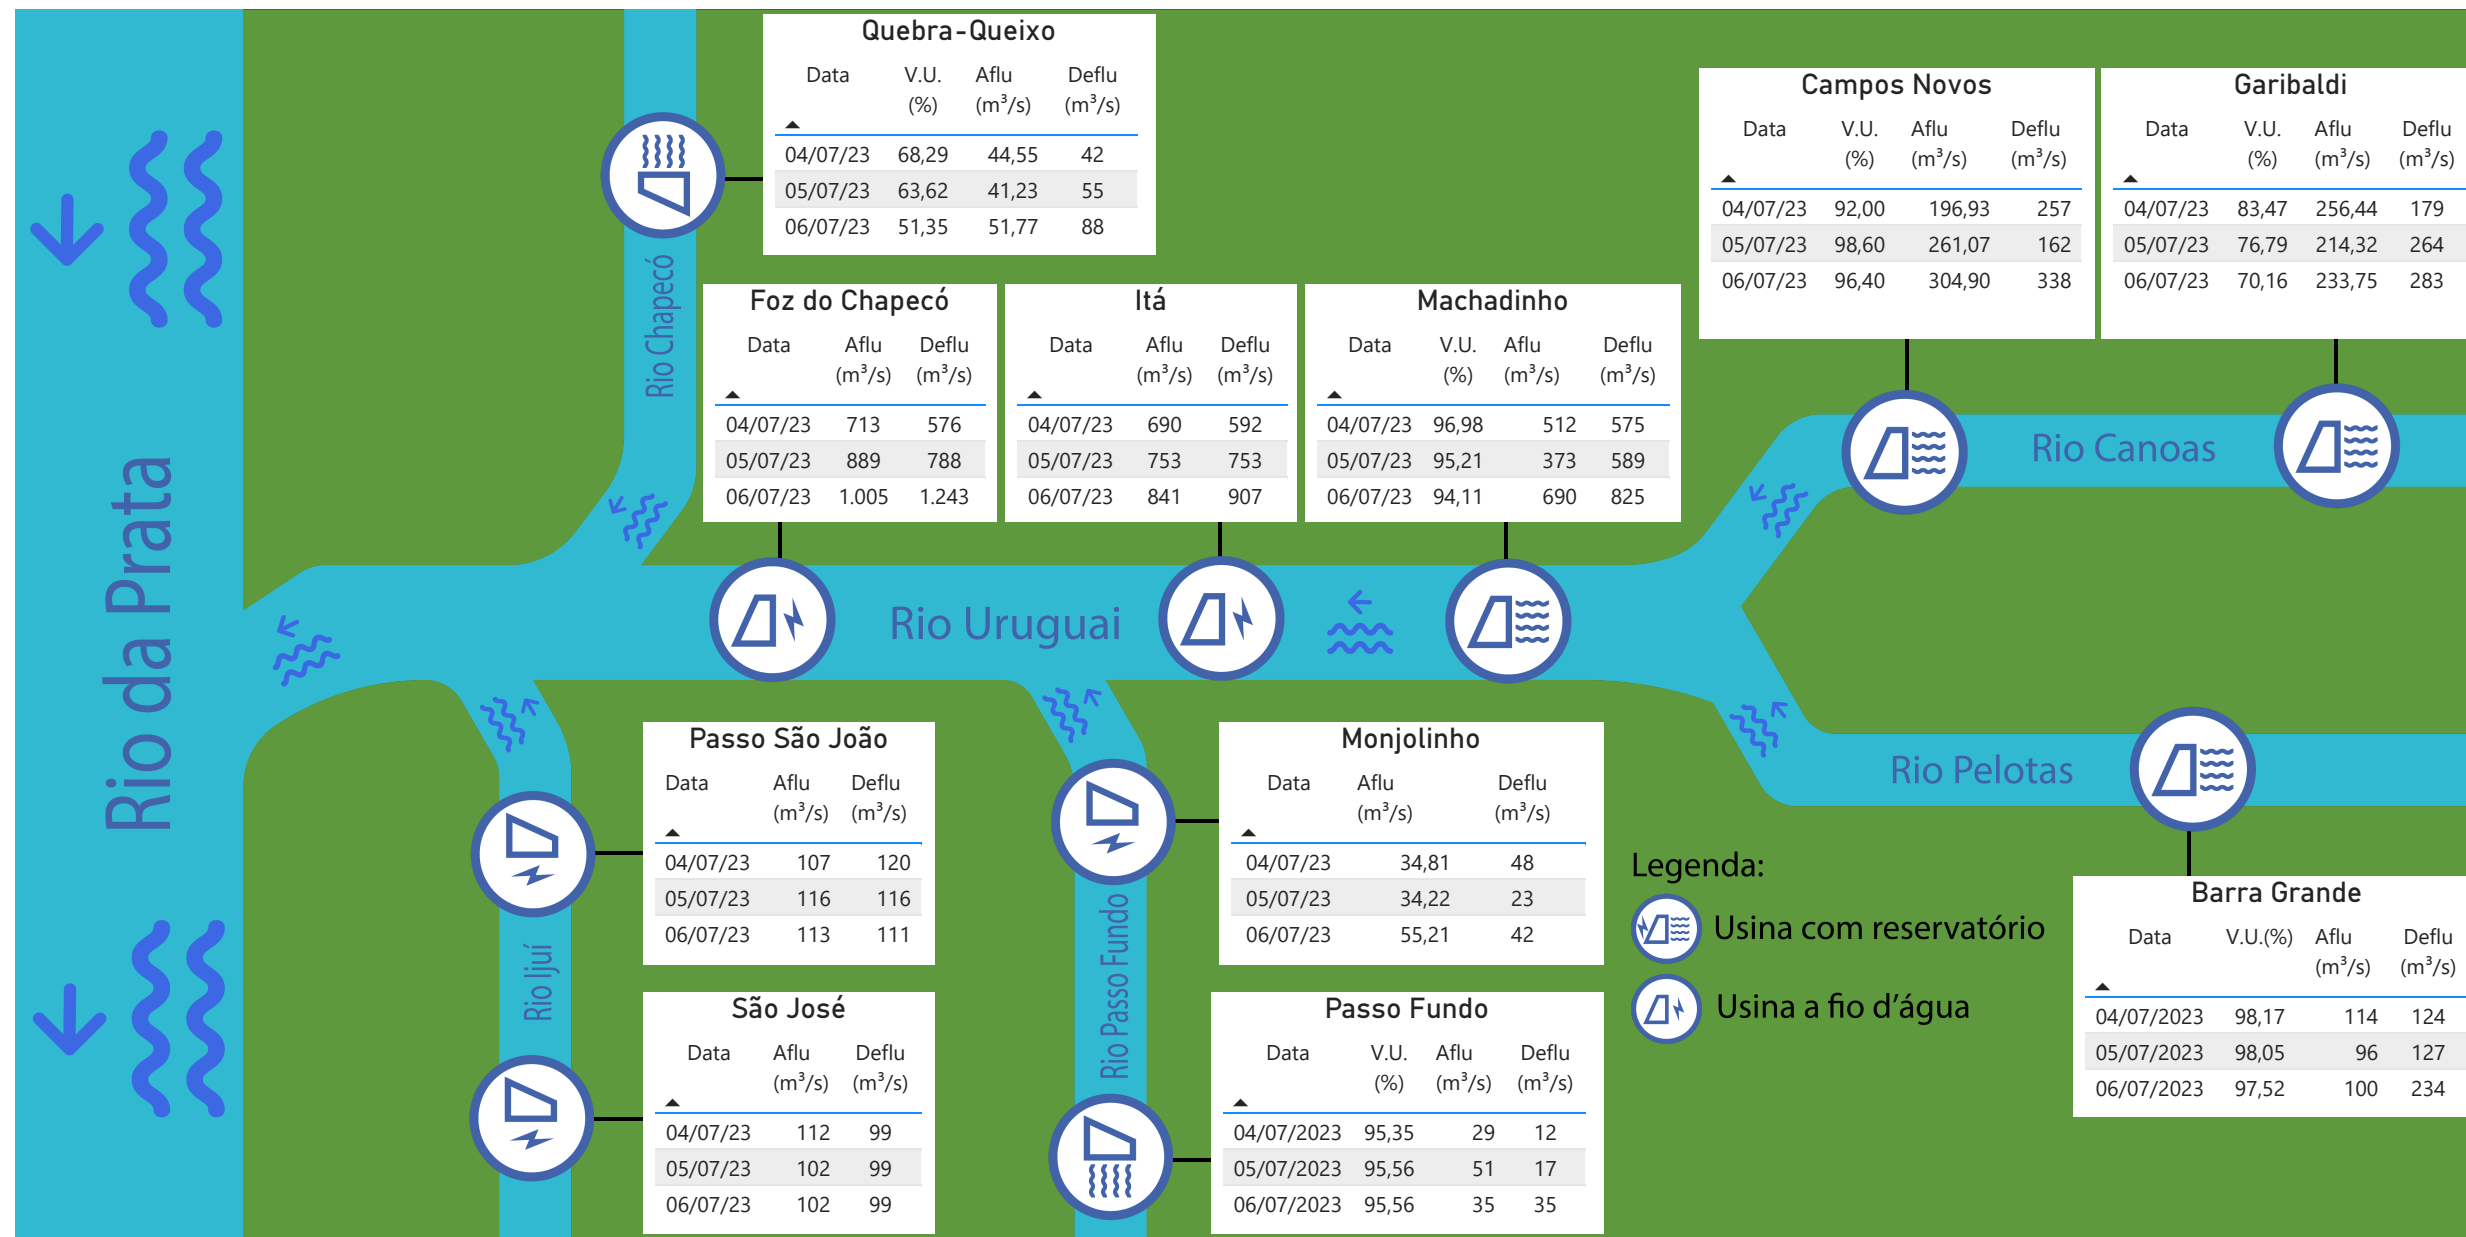 Quebra-Queixo
Data V.U. (%) Aflu (m³/s) Deflu (m³/s)
04/07/23 68,29 44,55 42
05/07/23 63,62 41,23 55
06/07/23 51,35 51,77 88
Campos Novos
Data V.U. (%) Aflu (m³/s) Deflu (m³/s)
04/07/23 92,00 196,93 257
05/07/23 98,60 261,07 162
06/07/23 96,40 304,90 338
Garibaldi
Data V.U. (%) Aflu (m³/s) Deflu (m³/s)
04/07/23 83,47 256,44 179
05/07/23 76,79 214,32 264
06/07/23 70,16 233,75 283
Rio Chapecó
Foz do Chapecó
Data Aflu (m³/s) Deflu (m³/s)
04/07/23 713 576
05/07/23 889 788
06/07/23 1.005 1.243
Itá
Data Aflu (m³/s) Deflu (m³/s)
04/07/23 690 592
05/07/23 753 753
06/07/23 841 907
Machadinho
Data V.U. (%) Aflu (m³/s) Deflu (m³/s)
04/07/23 96,98 512 575
05/07/23 95,21 373 589
06/07/23 94,11 690 825
Rio Canoas
Rio da Prata
Rio Uruguai
Rio Pelotas
Passo São João
Data Aflu (m³/s) Deflu (m³/s)
04/07/23 107 120
05/07/23 116 116
06/07/23 113 111
Monjolinho
Data Aflu (m³/s) Deflu (m³/s)
04/07/23 34,81 48
05/07/23 34,22 23
06/07/23 55,21 42
Legenda:
Usina com reservatório
Usina a fio d’água
Barra Grande
Data V.U.(%) Aflu (m³/s) Deflu (m³/s)
04/07/2023 98,17 114 124
05/07/2023 98,05 96 127
06/07/2023 97,52 100 234
Rio Ijuí
Rio Passo Fundo
São José
Data Aflu (m³/s) Deflu (m³/s)
04/07/23 112 99
05/07/23 102 99
06/07/23 102 99
Passo Fundo
Data V.U. (%) Aflu (m³/s) Deflu (m³/s)
04/07/2023 95,35 29 12
05/07/2023 95,56 51 17
06/07/2023 95,56 35 35